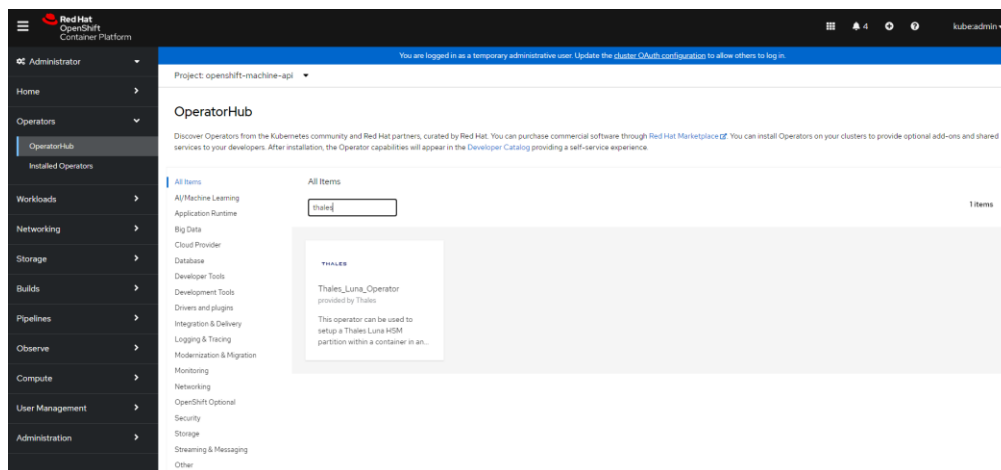 Red Hat
OpenShift
Container Platform
4
kube:admin
Administrator
You are logged in as a temporary administrative user. Update the cluster OAuth configuration to allow others to log in.
Project: openshift-machine-api
Home
Operators
OperatorHub
Installed Operators
Workloads
Networking
Storage
Builds
Pipelines
Observe
Compute
User Management
Administration
OperatorHub
Discover Operators from the Kubernetes community and Red Hat partners, curated by Red Hat. You can purchase commercial software through Red Hat Marketplace. You can install Operators on your clusters to provide optional add-ons and shared
services to your developers. After installation, the Operator capabilities will appear in the Developer Catalog providing a self-service experience.
All Items
AI/Machine Learning
Application Runtime
Big Data
Cloud Provider
Database
Developer Tools
Development Tools
Drivers and plugins
Integration & Delivery
Logging & Tracing
Modernization & Migration
Monitoring
Networking
OpenShift Optional
Security
Storage
Streaming & Messaging
Other
All Items
thales
1 items
THALES
Thales_Luna_Operator
provided by Thales
This operator can be used to
setup a Thales Luna HSM
partition within a container in an...